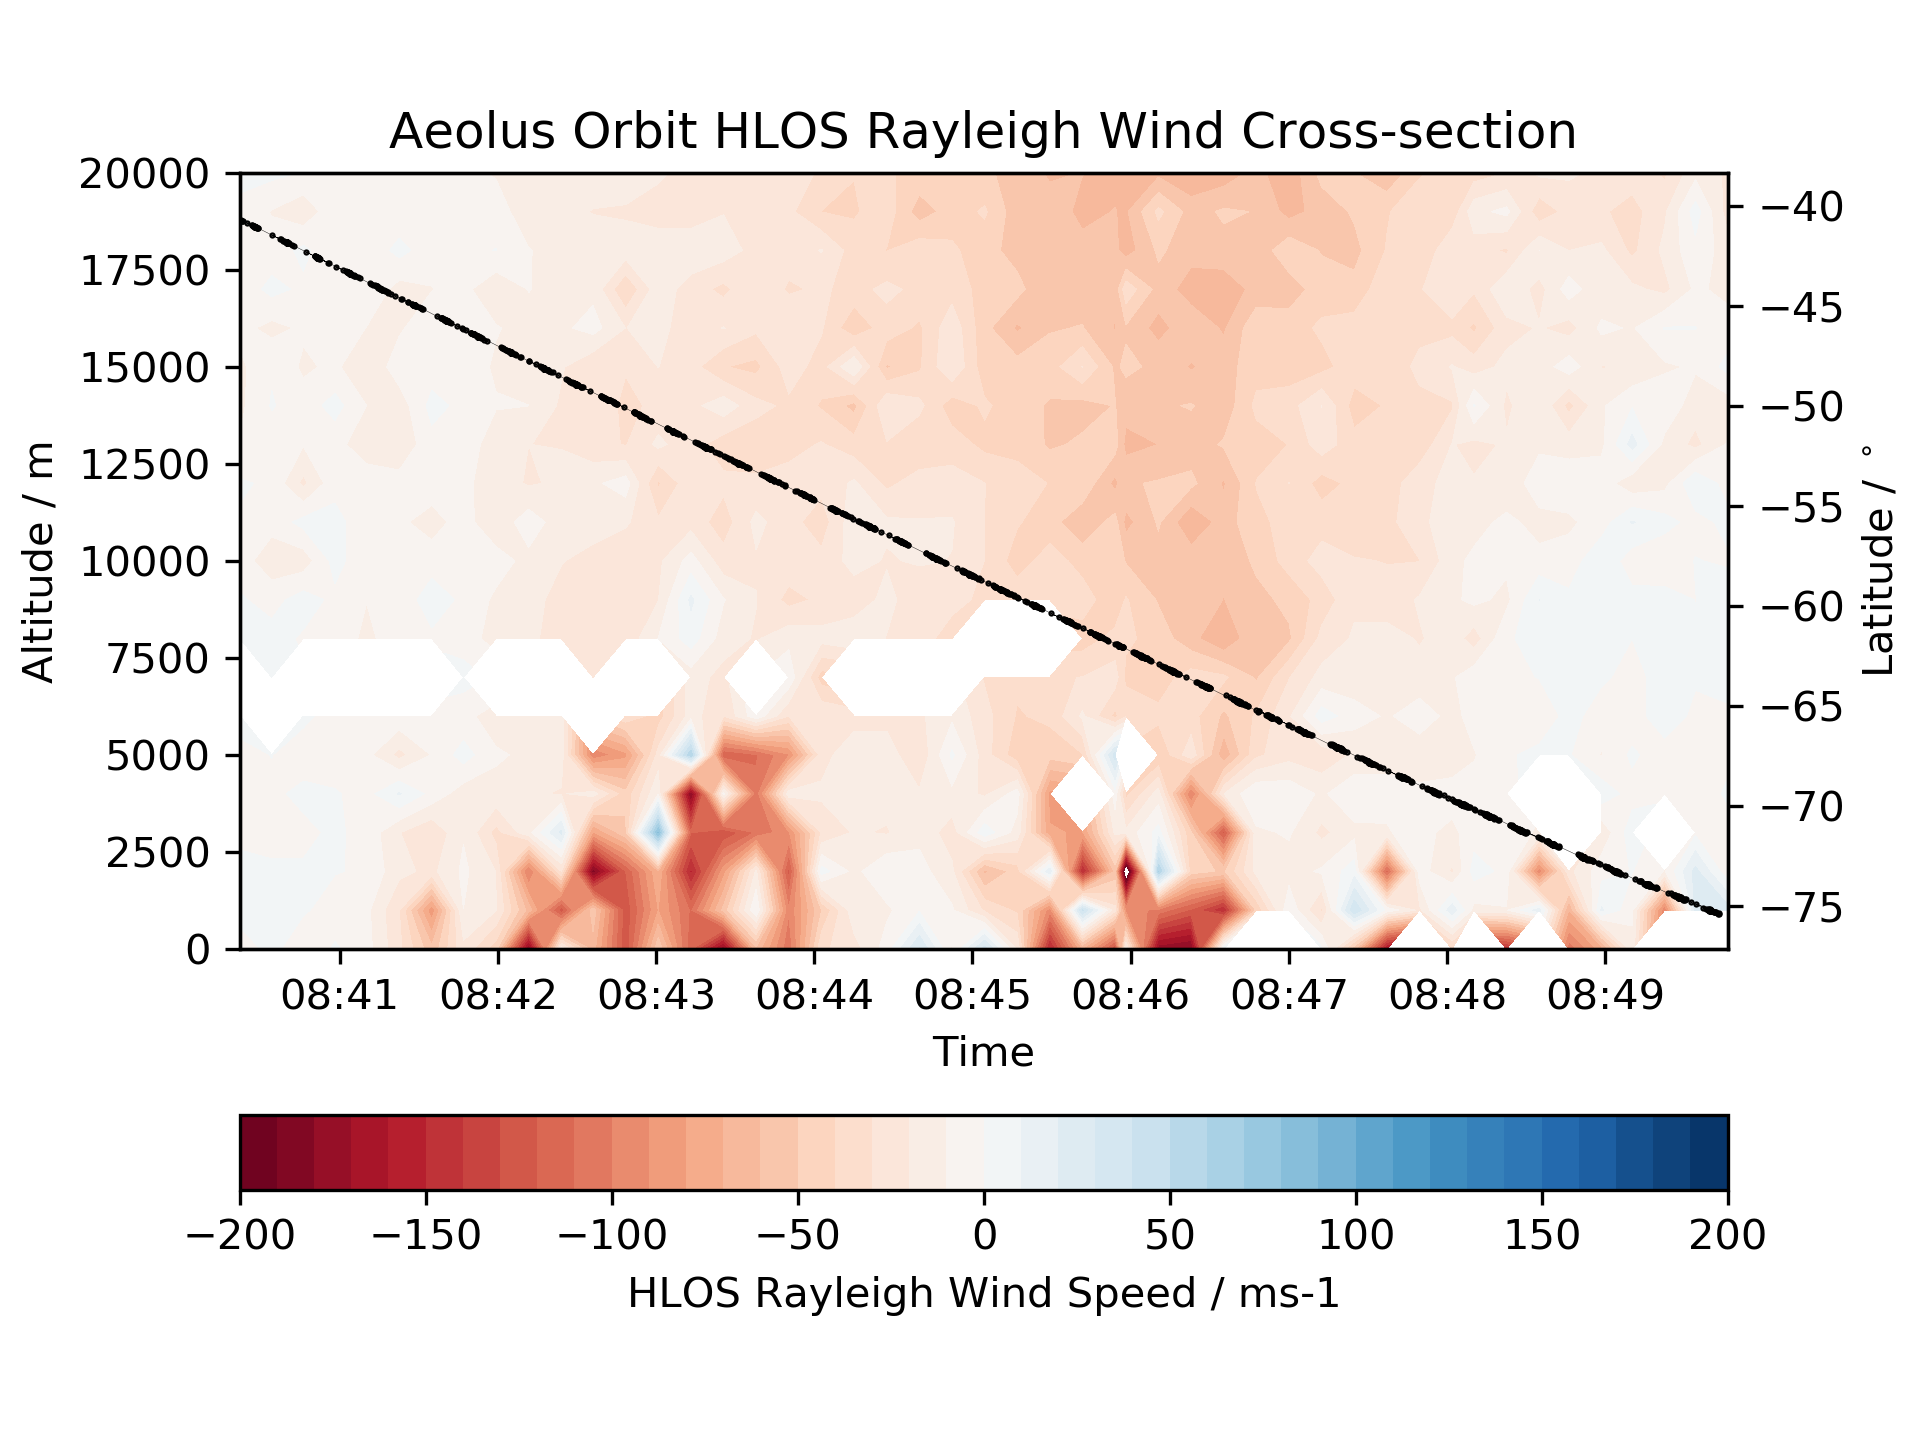 Aeolus Orbit HLOS Rayleigh Wind Cross-section
20000
17500
15000
12500
10000
7500
5000
2500
0
Altitude / m
−40
−45
−50
−55
−60
−65
−70
−75
Latitude / °
08:41 08:42 08:43 08:44 08:45 08:46 08:47 08:48 08:49
Time
−200 −150 −100 −50 0 50 100 150 200
HLOS Rayleigh Wind Speed / ms-1